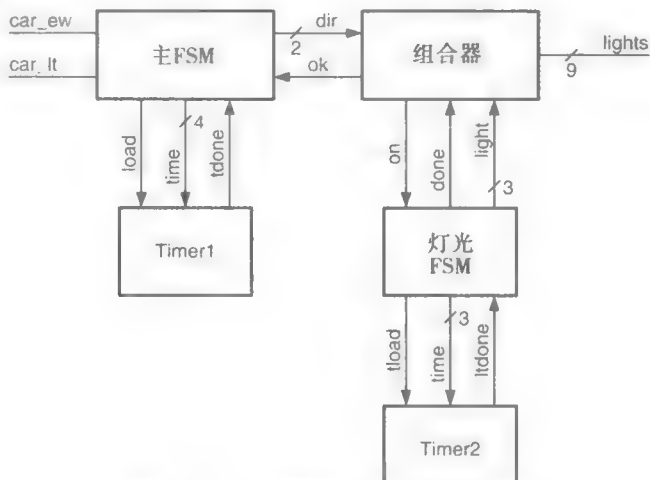 car_ew
car_lt
主FSM
dir
2
ok
组合器
lights
9
load
time
4
tdone
on
done
light
3
Timer1
灯光
FSM
tload
time
3
ltdone
Timer2